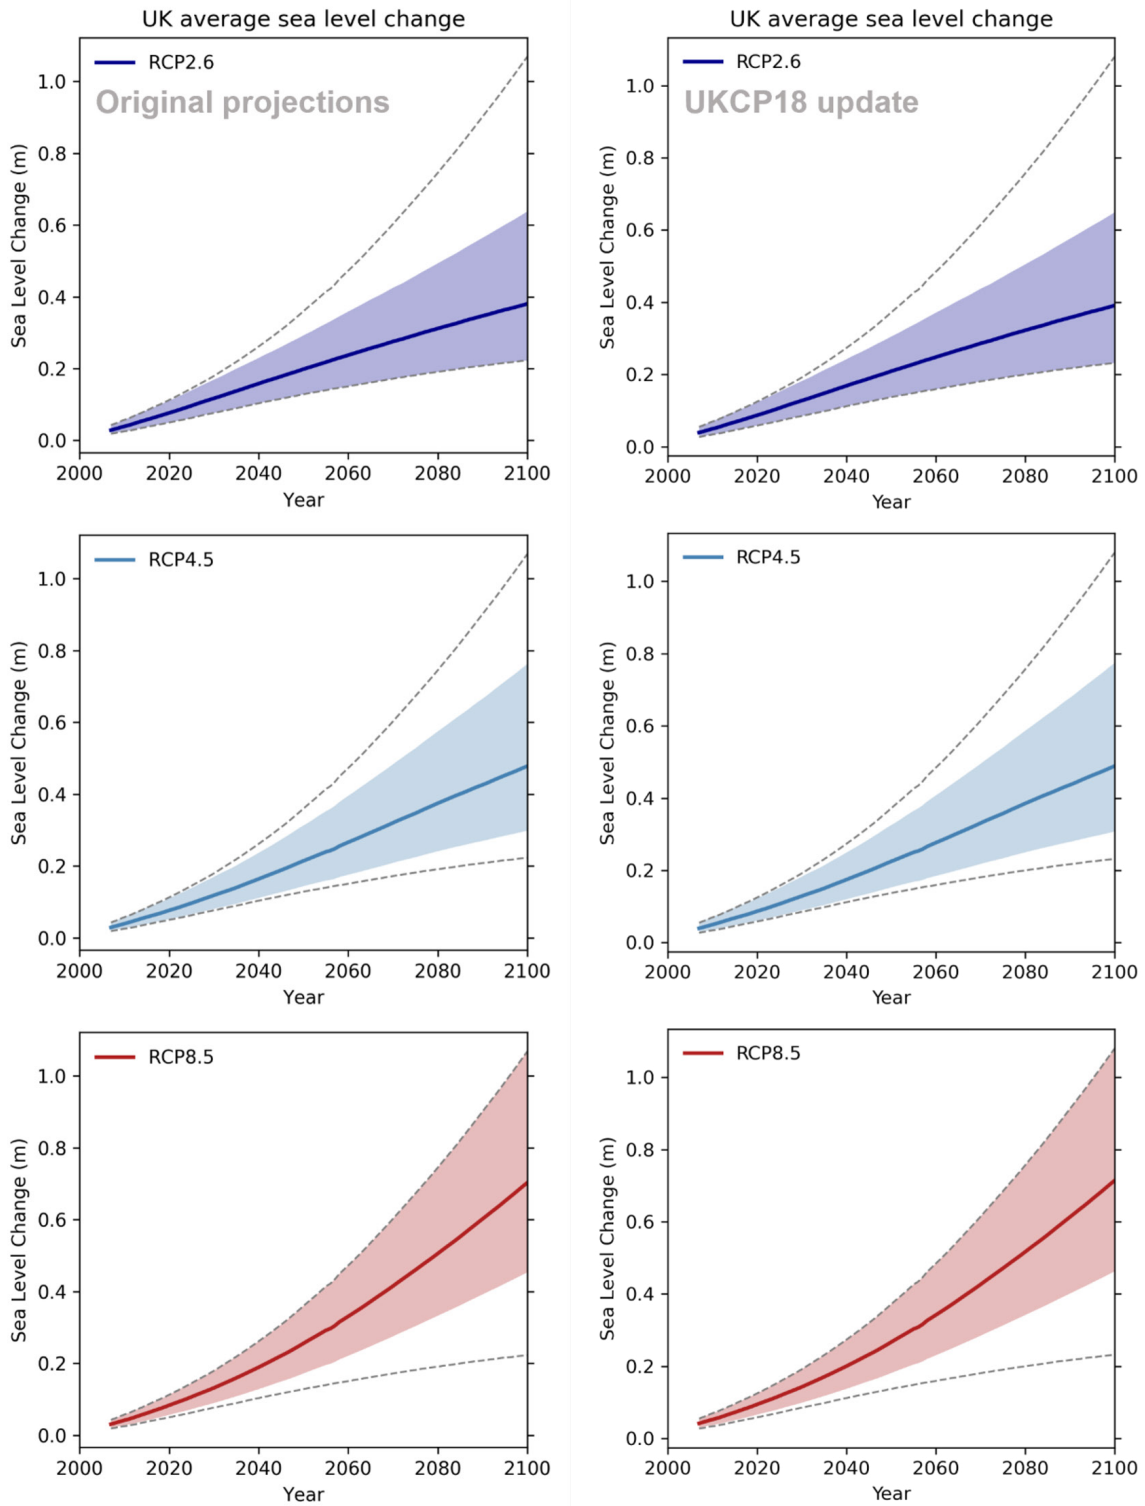 UK average sea level change
RCP2.6
Original projections
1.0
0.8
0.6
0.4
0.2
0.0
Sea Level Change (m)
2000 2020 2040 2060 2080 2100
Year
UK average sea level change
RCP2.6
UKCP18 update
1.0
0.8
0.6
0.4
0.2
0.0
Sea Level Change (m)
2000 2020 2040 2060 2080 2100
Year
RCP4.5
1.0
0.8
0.6
0.4
0.2
0.0
Sea Level Change (m)
2000 2020 2040 2060 2080 2100
Year
RCP4.5
1.0
0.8
0.6
0.4
0.2
0.0
Sea Level Change (m)
2000 2020 2040 2060 2080 2100
Year
RCP8.5
1.0
0.8
0.6
0.4
0.2
0.0
Sea Level Change (m)
2000 2020 2040 2060 2080 2100
Year
RCP8.5
1.0
0.8
0.6
0.4
0.2
0.0
Sea Level Change (m)
2000 2020 2040 2060 2080 2100
Year